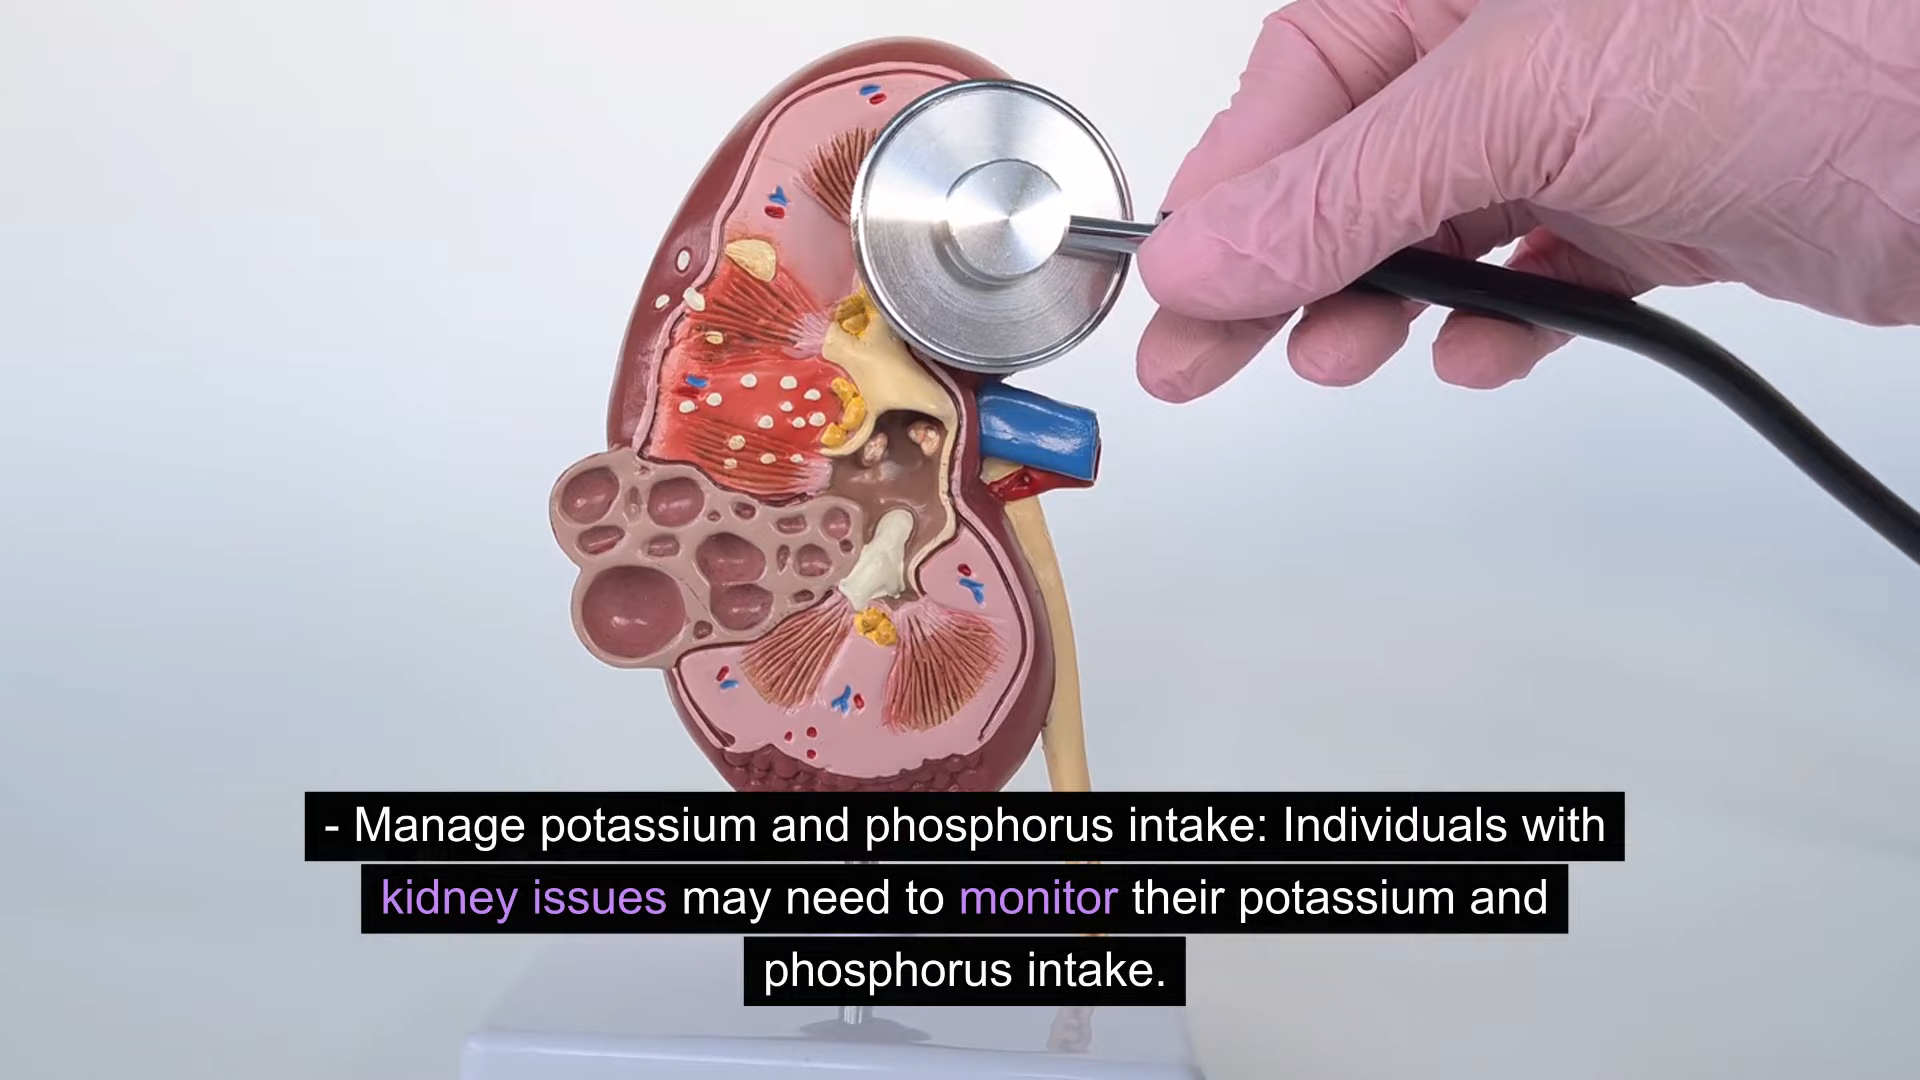 - Manage potassium and phosphorus intake: Individuals with
kidney issues may need to monitor their potassium and
phosphorus intake.